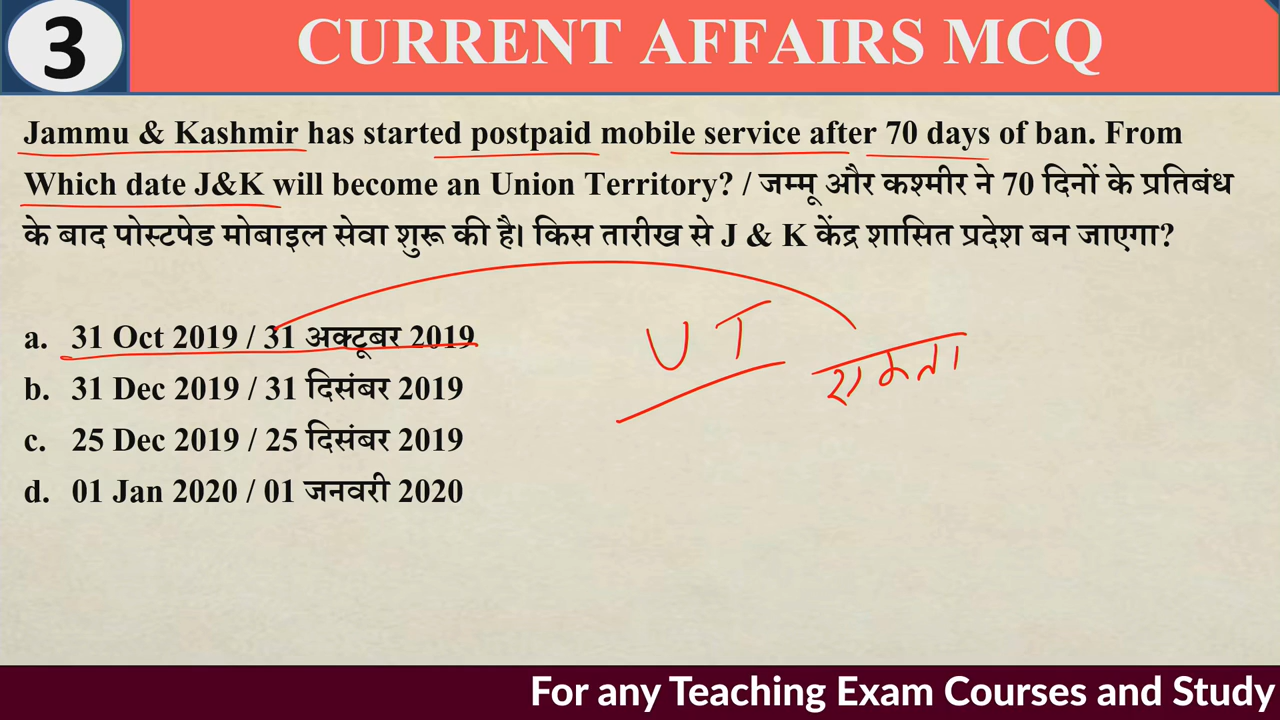 3
CURRENT AFFAIRS MCQ
Jammu & Kashmir has started postpaid mobile service after 70 days of ban. From
Which date J&K will become an Union Territory? / जम्मू और कश्मीर ने 70 दिनों के प्रतिबंध
के बाद पोस्टपेड मोबाइल सेवा शुरू की है। किस तारीख से J & K केंद्र शासित प्रदेश बन जाएगा?
a. 31 Oct 2019 / 31 अक्टूबर 2019
UT
b. 31 Dec 2019 / 31 दिसंबर 2019
c. 25 Dec 2019 / 25 दिसंबर 2019
d. 01 Jan 2020 / 01 जनवरी 2020
For any Teaching Exam Courses and Study